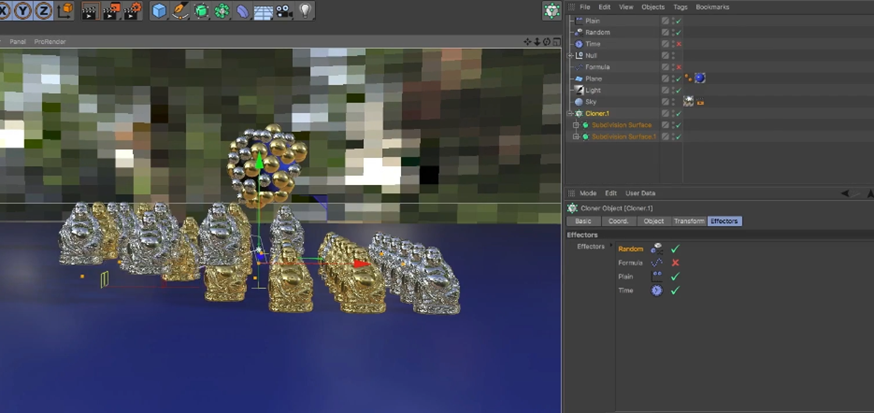 X Y Z
File Edit View Objects Tags Bookmarks
Panel ProRender
Plain
Random
Time
Null
Formula
Plane
Light
Sky
Cloner.1
Subdivision Surface
Subdivision Surface.1
Mode Edit User Data
Cloner Object [Cloner.1]
Basic Coord. Object Transform Effectors
Effectors
Effectors Random
Formula
Plain
Time